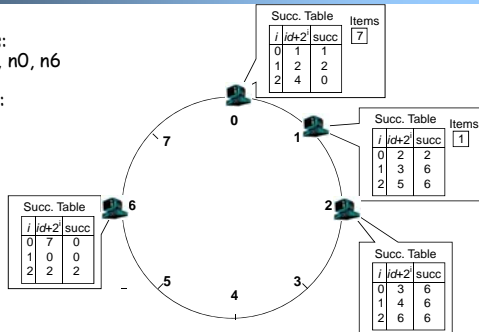 ::
, n0, n6
:
Succ. Table
Items
7
i id+2^i succ
0 1 1
1 2 2
2 4 0
0
1
2
3
4
5
6
7
Succ. Table
Items
1
i id+2^i succ
0 2 2
1 3 6
2 5 6
Succ. Table
i id+2^i succ
0 7 0
1 0 0
2 2 2
Succ. Table
i id+2^i succ
0 3 6
1 4 6
2 6 6